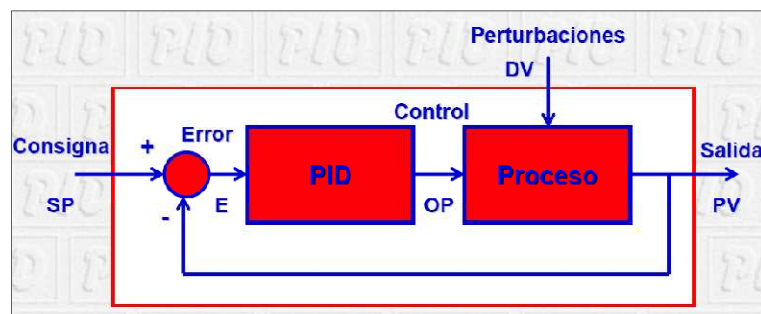 Perturbaciones
DV
Control
Consigna
+
Error
PID
Proceso
Salida
SP
-
E
OP
PV